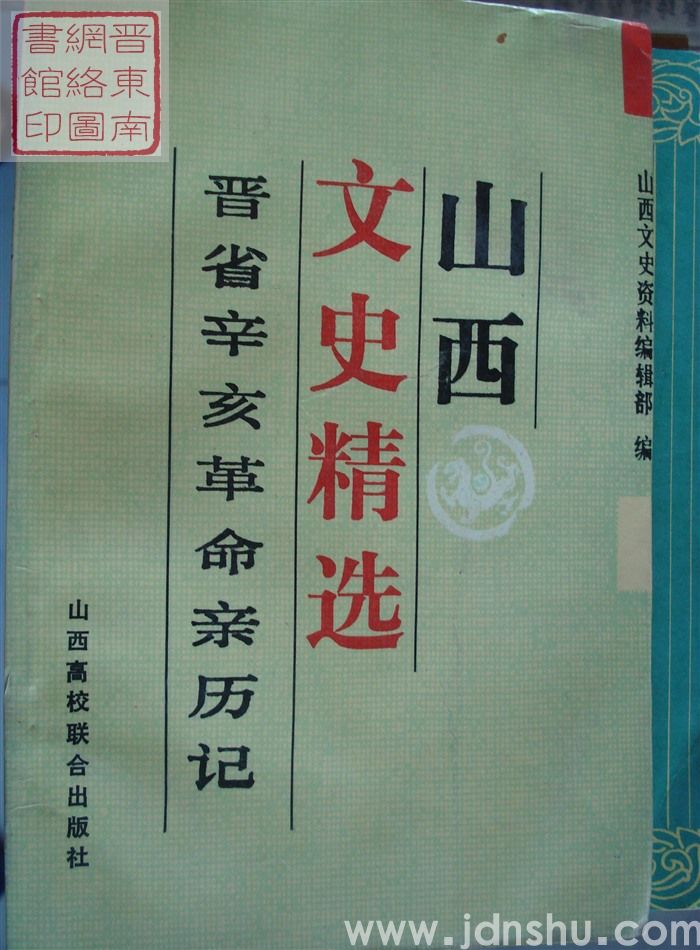 山西文史资料编辑部 编
山西
文史精选
晋省辛亥革命亲历记
山西高校联合出版社
晋東南
網絡圖
書館印
www.jdnshu.com